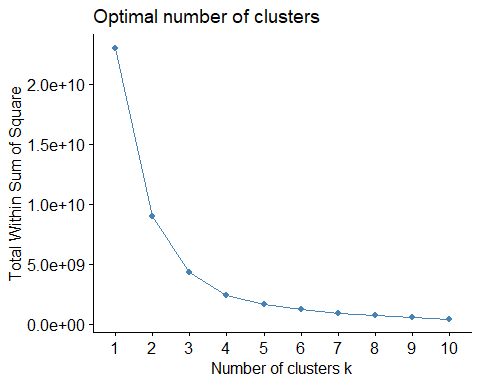 Optimal number of clusters
Total Within Sum of Square
2.0e+10
1.5e+10
1.0e+10
5.0e+09
0.0e+00
1 2 3 4 5 6 7 8 9 10
Number of clusters k